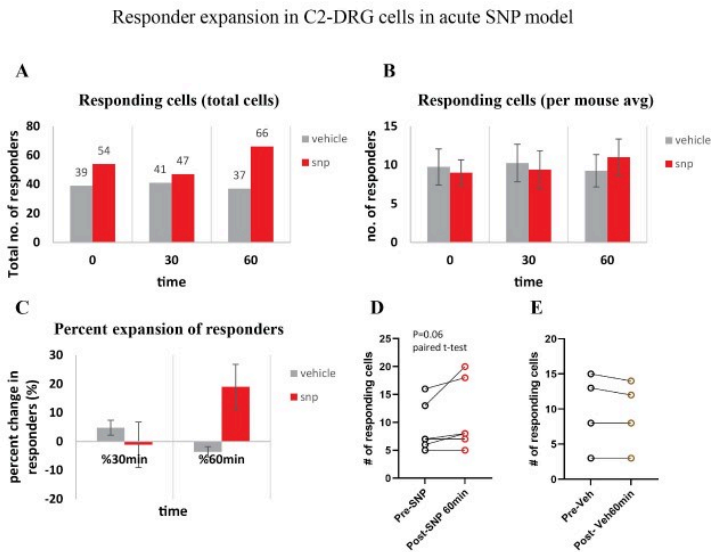 Responder expansion in C2-DRG cells in acute SNP model
A
Responding cells (total cells)
Total no. of responders
80
60
40
20
0
39
54
41
47
37
66
0
30
60
time
vehicle
snp
B
Responding cells (per mouse avg)
no. of responders
15
10
5
0
0
30
60
time
vehicle
snp
C
Percent expansion of responders
percent change in
responders (%)
30
20
10
0
-10
-20
%30min
%60min
time
vehicle
snp
D
P=0.06
paired t-test
# of responding cells
25
20
15
10
5
0
Pre-SNP
Post-SNP 60min
E
# of responding cells
20
15
10
5
0
Pre-Veh
Post- Veh60min